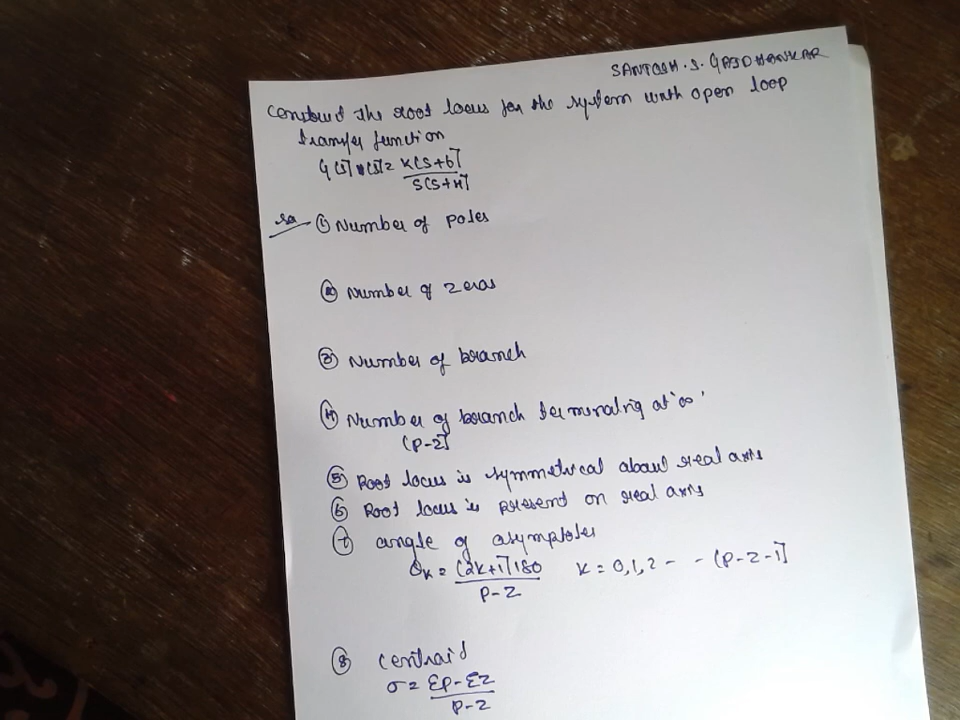 SANTOSH.S. GAJDHANKAR
Construct the root locus for the system with open loop
transfer function
G(S) H(S) = K(S+6)
S(S+4)
Sol ① Number of poles
② Number of zeros
③ Number of branch
④ Number of branch terminating at '∞'
(P-Z)
⑤ Root locus is symmetrical about real axis
⑥ Root locus is present on real axis
⑦ angle of asymptotes
θK = (2K+1)180 K = 0,1,2 - - (P-Z-1)
P-Z
⑧ Centroid
σ = ΣP-ΣZ
P-Z